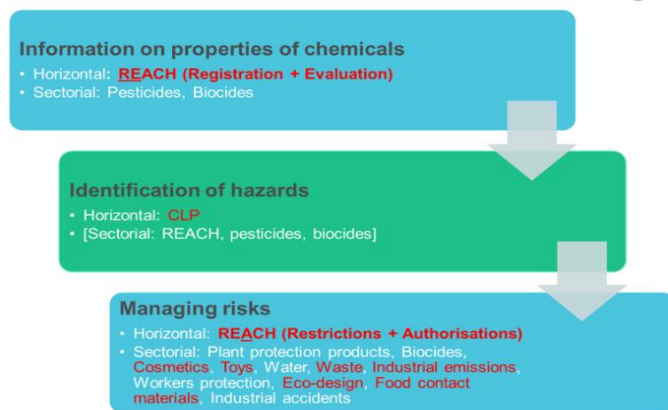 Information on properties of chemicals
• Horizontal: REACH (Registration + Evaluation)
• Sectorial: Pesticides, Biocides
Identification of hazards
• Horizontal: CLP
• [Sectorial: REACH, pesticides, biocides]
Managing risks
• Horizontal: REACH (Restrictions + Authorisations)
• Sectorial: Plant protection products, Biocides,
Cosmetics, Toys, Water, Waste, Industrial emissions,
Workers protection, Eco-design, Food contact
materials, Industrial accidents